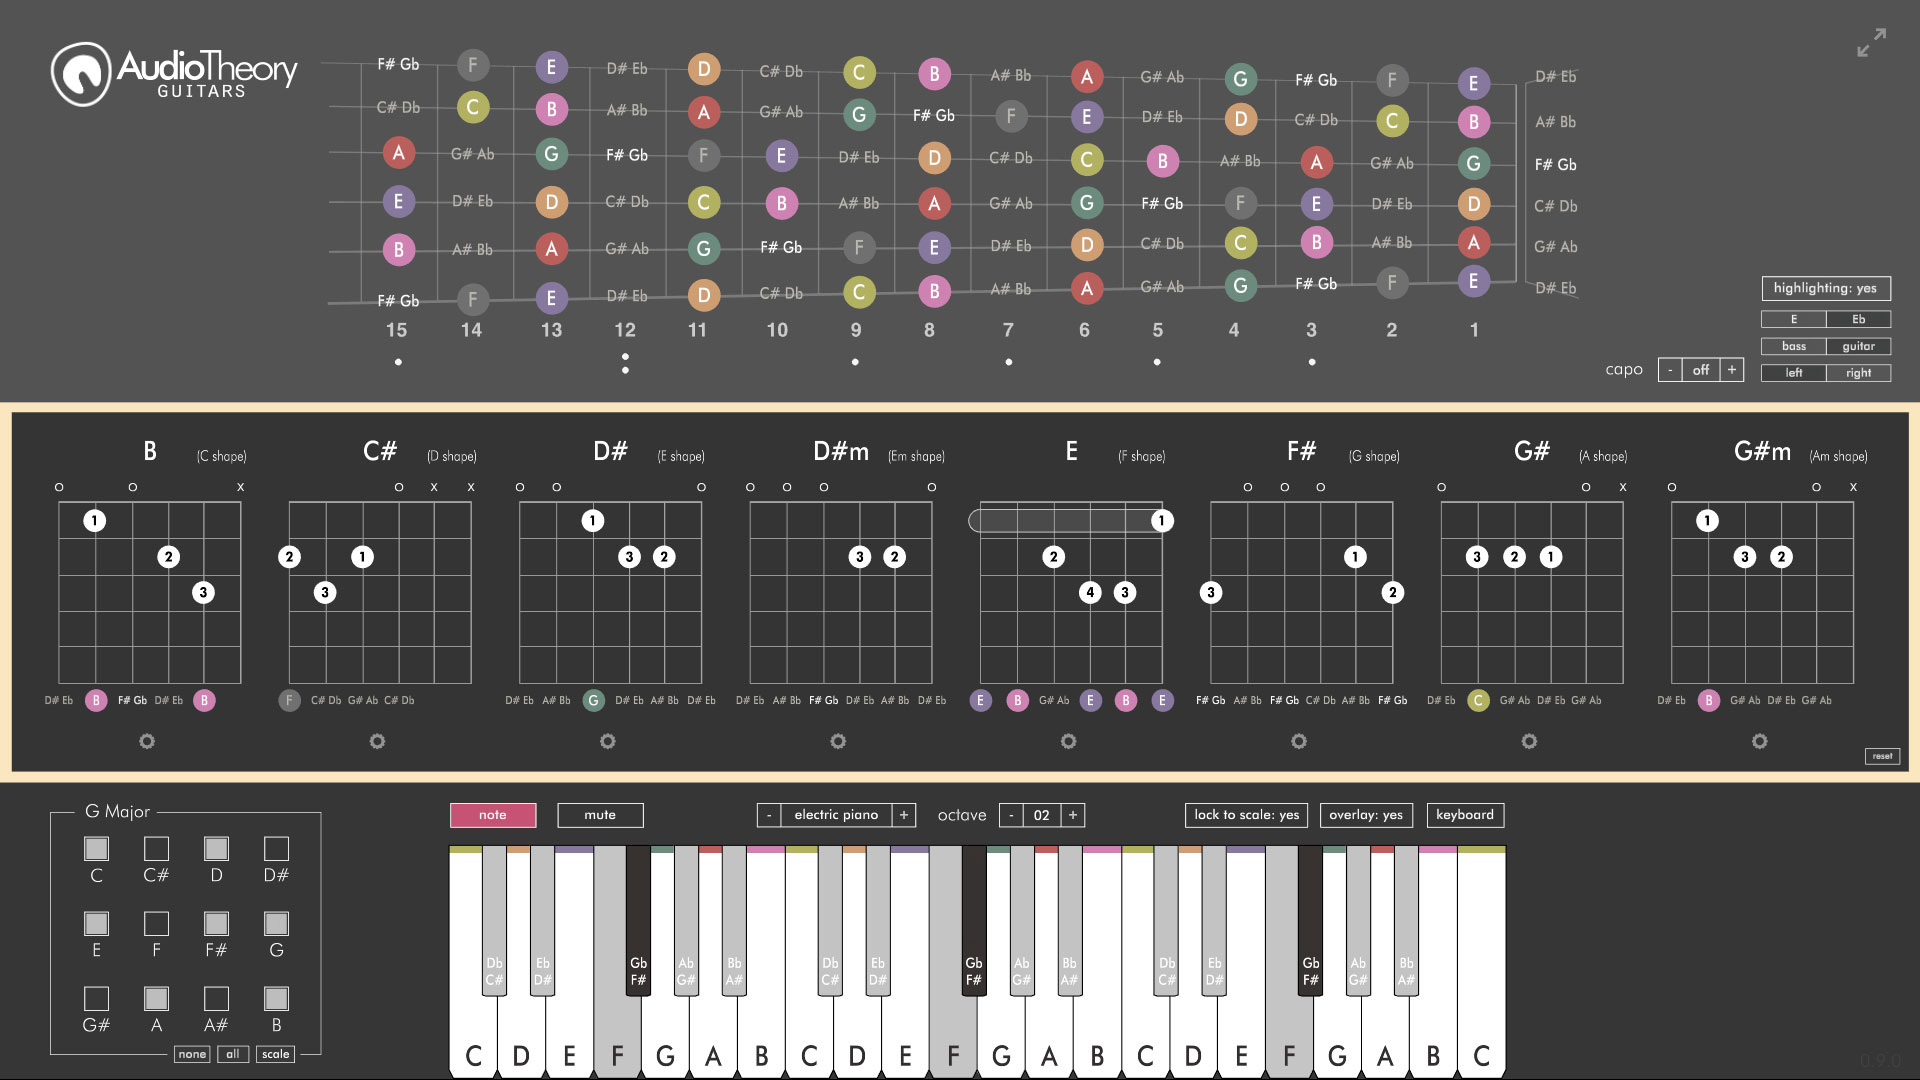 AudioTheory
GUITARS
F# Gb F E D# Eb D C# Db C B A# Bb A G# Ab G F# Gb F E D# Eb
C# Db C B A# Bb A G# Ab G F# Gb F E D# Eb D C# Db C B A# Bb
A G# Ab G F# Gb F E D# Eb D C# Db C B A# Bb A G# Ab G F# Gb
E D# Eb D C# Db C B A# Bb A G# Ab G F# Gb F E D# Eb D C# Db
B A# Bb A G# Ab G F# Gb F E D# Eb D C# Db C B A# Bb A G# Ab
F# Gb F E D# Eb D C# Db C B A# Bb A G# Ab G F# Gb F E D# Eb
15 14 13 12 11 10 9 8 7 6 5 4 3 2 1
highlighting: yes
E Eb
bass guitar
capo - off + left right
B (C shape) C# (D shape) D# (E shape) D#m (Em shape) E (F shape) F# (G shape) G# (A shape) G#m (Am shape)
o o x o x x o o o o o o o o o o o o x o o x
1 1 1 1
2 2 1 3 2 3 2 2 1 3 2 1 3 2
3 3 4 3 3 2
D# Eb B F# Gb D# Eb B F C# Db G# Ab C# Db D# Eb A# Bb G D# Eb A# Bb D# Eb D# Eb A# Bb F# Gb D# Eb A# Bb D# Eb E B G# Ab E B E F# Gb A# Bb F# Gb C# Db A# Bb F# Gb D# Eb C G# Ab D# Eb G# Ab D# Eb B G# Ab D# Eb G# Ab
reset
G Major
C C# D D#
E F F# G
G# A A# B
none all scale
note mute - electric piano + octave - 02 + lock to scale: yes overlay: yes keyboard
Db Eb Gb Ab Bb Db Eb Gb Ab Bb Db Eb Gb Ab Bb
C# D# F# G# A# C# D# F# G# A# C# D# F# G# A#
C D E F G A B C D E F G A B C D E F G A B C
0.9.0